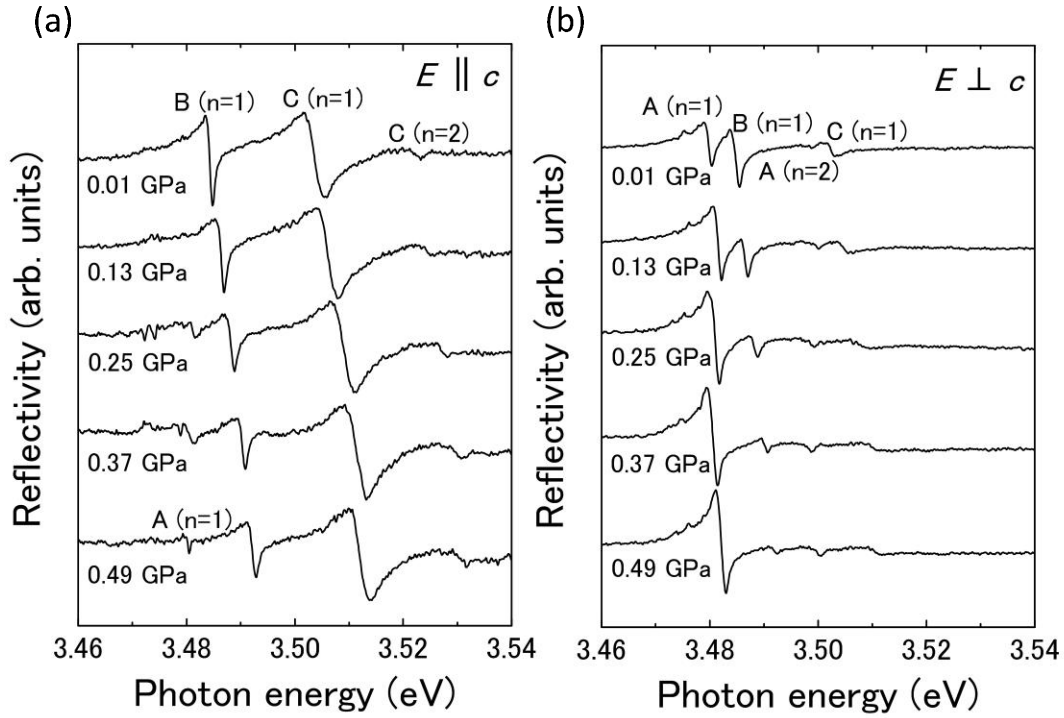 (a)
E ∥ c
B (n=1)
C (n=1)
C (n=2)
0.01 GPa
0.13 GPa
0.25 GPa
0.37 GPa
A (n=1)
0.49 GPa
Reflectivity (arb. units)
3.46 3.48 3.50 3.52 3.54
Photon energy (eV)
(b)
E ⊥ c
A (n=1)
B (n=1)
C (n=1)
A (n=2)
0.01 GPa
0.13 GPa
0.25 GPa
0.37 GPa
0.49 GPa
Reflectivity (arb. units)
3.46 3.48 3.50 3.52 3.54
Photon energy (eV)